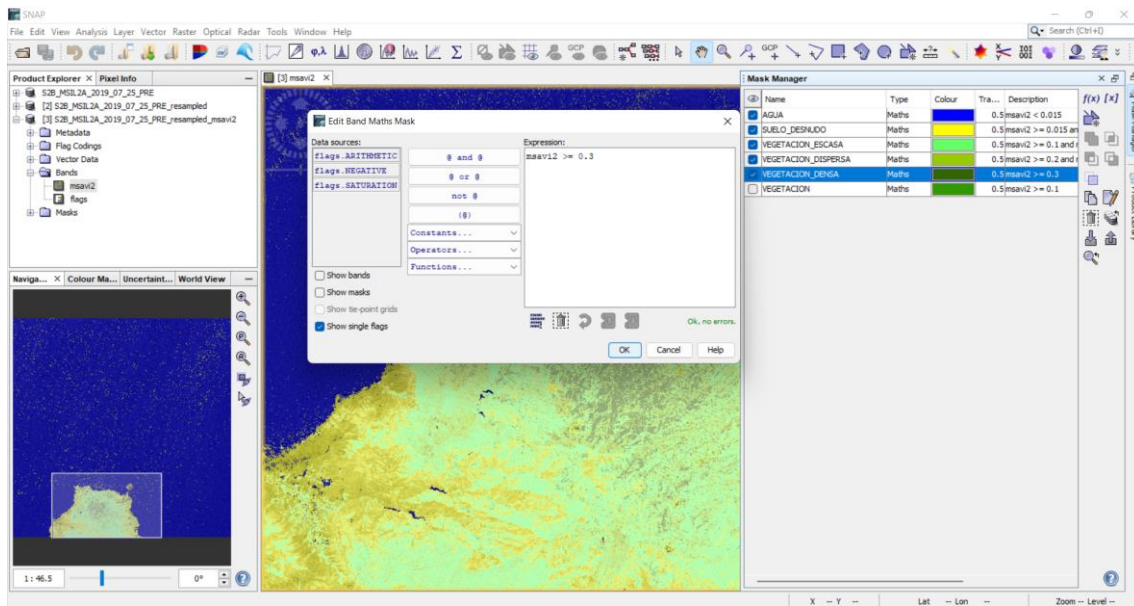 SNAP
File Edit View Analysis Layer Vector Raster Optical Radar Tools Window Help
Search (Ctrl+I)
Product Explorer × Pixel Info
S2B_MSIL2A_2019_07_25_PRE
[2] S2B_MSIL2A_2019_07_25_PRE_resampled
[3] S2B_MSIL2A_2019_07_25_PRE_resampled_msavi2
Metadata
Flag Codings
Vector Data
Bands
msavi2
flags
Masks
Naviga... × Colour Ma... Uncertaint... World View
1: 46.5
0°
[3] msavi2 ×
Edit Band Maths Mask
Data sources:
flags.ARITHMETIC
flags.NEGATIVE
flags.SATURATION
@ and @
@ or @
not @
(@)
Constants...
Operators...
Functions...
Show bands
Show masks
Show tie-point grids
Show single flags
Expression:
msavi2 >= 0.3
Ok, no errors.
OK Cancel Help
Mask Manager
Name Type Colour Tra... Description
AGUA Maths 0.5 msavi2 < 0.015
SUELO_DESNUDO Maths 0.5 msavi2 >= 0.015 an
VEGETACION_ESCASA Maths 0.5 msavi2 >= 0.1 and
VEGETACION_DISPERSA Maths 0.5 msavi2 >= 0.2 and
VEGETACION_DENSA Maths 0.5 msavi2 >= 0.3
VEGETACION Maths 0.5 msavi2 >= 0.1
f(x) [x]
X -- Y -- Lat -- Lon -- Zoom -- Level --